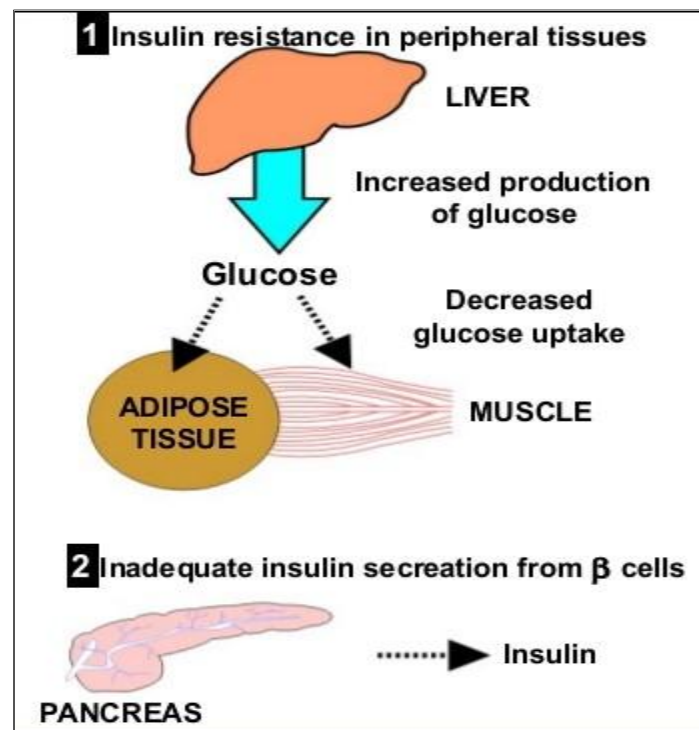 1 Insulin resistance in peripheral tissues
LIVER
Increased production
of glucose
Glucose
Decreased
glucose uptake
ADIPOSE
TISSUE
MUSCLE
2 Inadequate insulin secretion from β cells
Insulin
PANCREAS